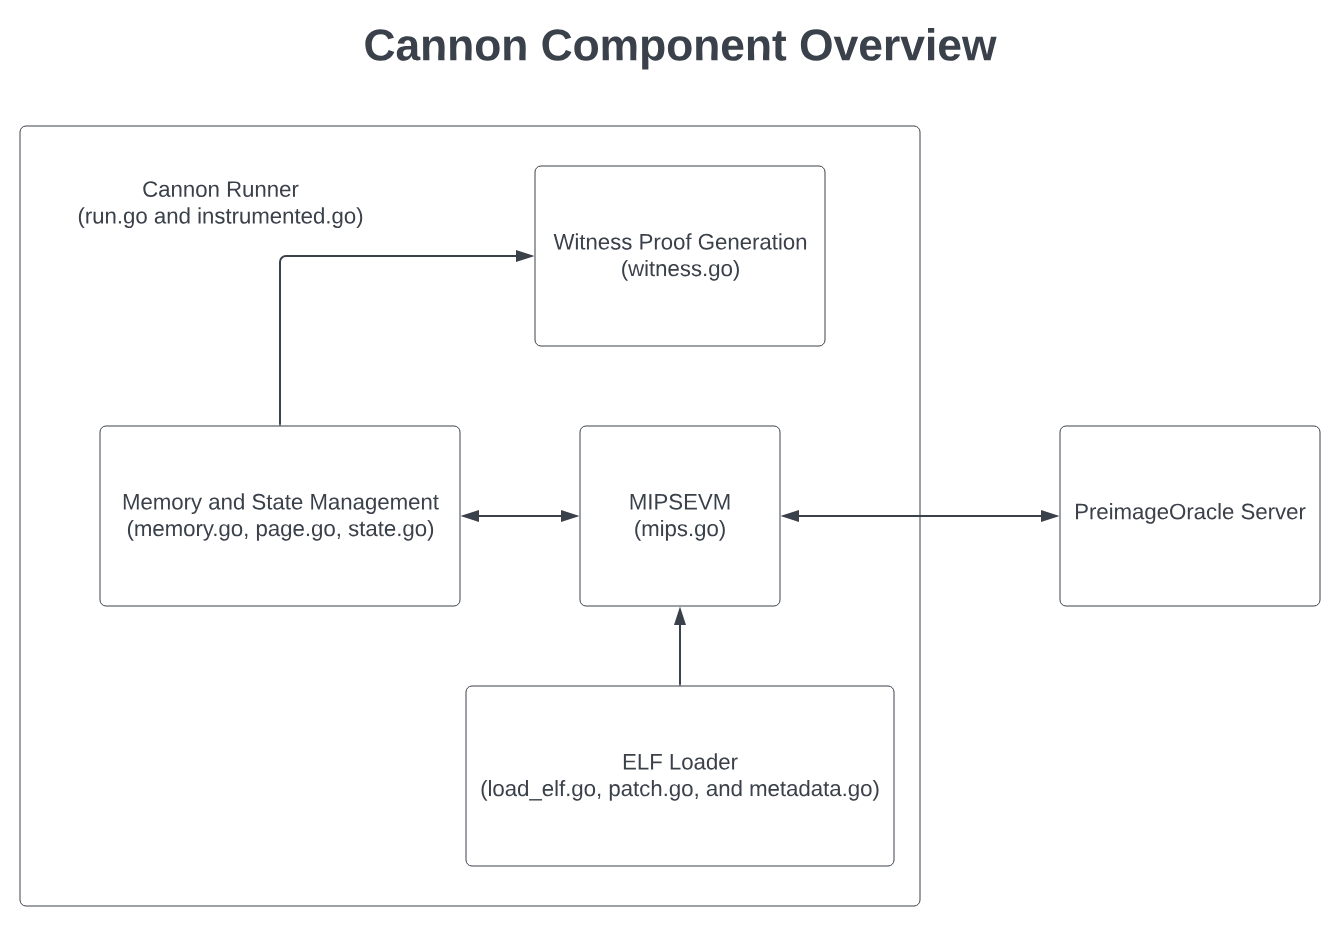 Cannon Component Overview
Cannon Runner
(run.go and instrumented.go)
Witness Proof Generation
(witness.go)
Memory and State Management
(memory.go, page.go, state.go)
MIPSEVM
(mips.go)
PreimageOracle Server
ELF Loader
(load_elf.go, patch.go, and metadata.go)